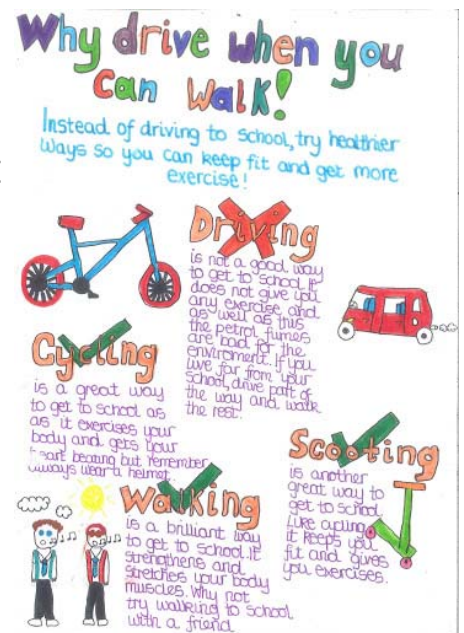 Why drive when you
can walk!
Instead of driving to school, try healthier
ways so you can keep fit and get more
exercise!
Driving
is not a good way
to get to school. It
does not give you
any exercise and
as well as this
the petrol fumes
are bad for the
enviroment. If you
live far from your
school, drive part of
the way and walk
the rest.
Cycling
is a great way
to get to school as
as it exercises your
body and gets your
heart beating, but remember
always wear a helmet.
Scooting
is another
great way to
get to school
Like cycling
it keeps you
fit and gives
you exercises.
Walking
is a brilliant way
to get to school. It
strengthens and
stretches your body
muscles. Why not
try walking to school
with a friend